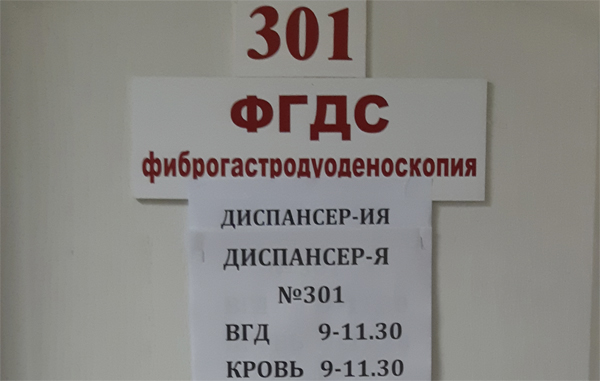 301
ФГДС
фиброгастродуоденоскопия
ДИСПАНСЕР-ИЯ
ДИСПАНСЕР-Я
№301
ВГД 9-11.30
КРОВЬ 9-11.30